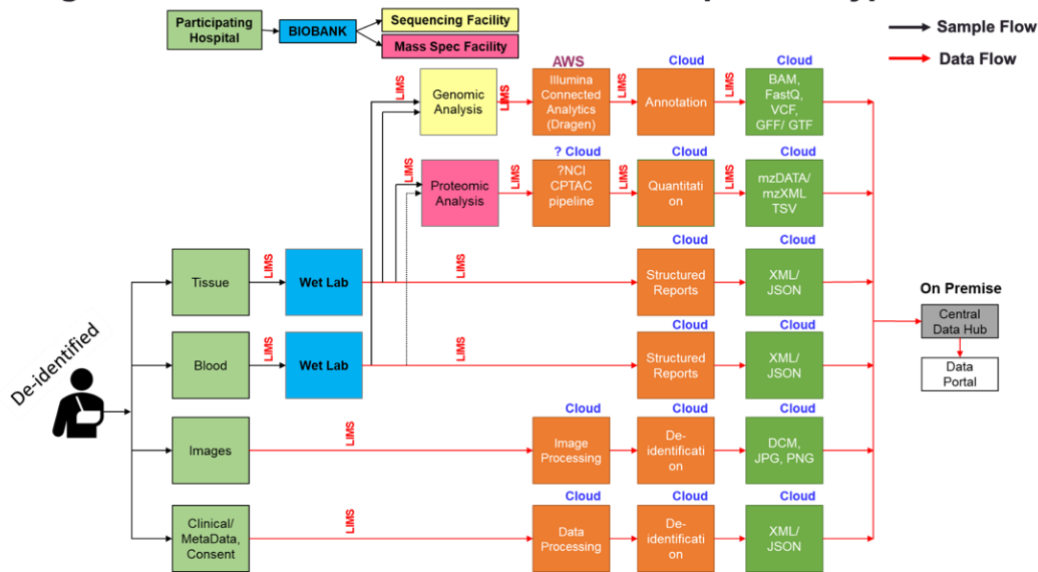 Participating
Hospital
BIOBANK
Sequencing Facility
Mass Spec Facility
Sample Flow
Data Flow
LIMS
Genomic
Analysis
LIMS
AWS
Illumina
Connected
Analytics
(Dragen)
LIMS
Cloud
Annotation
LIMS
Cloud
BAM,
FastQ,
VCF,
GFF/ GTF
LIMS
Proteomic
Analysis
LIMS
? Cloud
?NCI
CPTAC
pipeline
LIMS
Cloud
Quantitati
on
LIMS
Cloud
mzDATA/
mzXML
TSV
Tissue
LIMS
Wet Lab
LIMS
Cloud
Structured
Reports
Cloud
XML/
JSON
On Premise
Central
Data Hub
Data
Portal
De-identified
Blood
LIMS
Wet Lab
LIMS
Cloud
Structured
Reports
Cloud
XML/
JSON
Images
LIMS
Cloud
Image
Processing
Cloud
De-
identificati
on
Cloud
DCM,
JPG, PNG
Clinical/
MetaData,
Consent
LIMS
Cloud
Data
Processing
Cloud
De-
identificati
on
Cloud
XML/
JSON